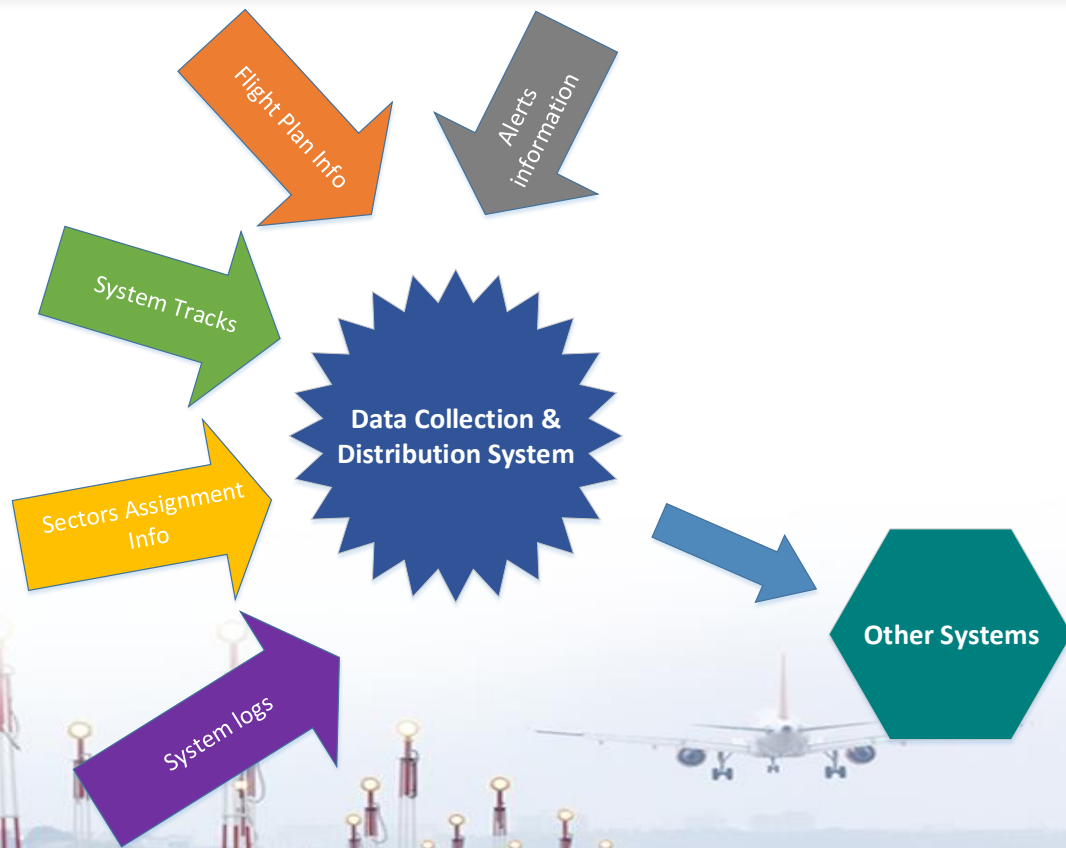 Flight Plan Info
Alerts
information
System Tracks
Data Collection &
Distribution System
Sectors Assignment
Info
Other Systems
System logs